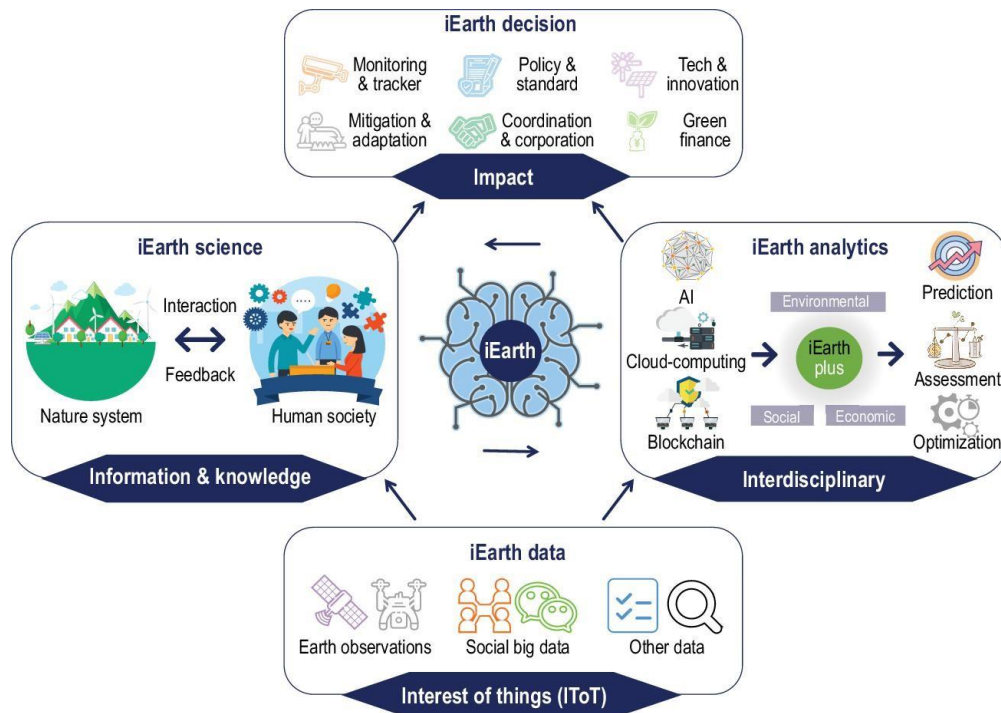 iEarth decision
Monitoring
& tracker
Policy &
standard
Tech &
innovation
Mitigation &
adaptation
Coordination
& corporation
Green
finance
Impact
iEarth science
Interaction
Feedback
Nature system
Human society
Information & knowledge
iEarth
iEarth analytics
AI
Cloud-computing
Blockchain
Environmental
iEarth
plus
Social
Economic
Prediction
Assessment
Optimization
Interdisciplinary
iEarth data
Earth observations
Social big data
Other data
Interest of things (IToT)